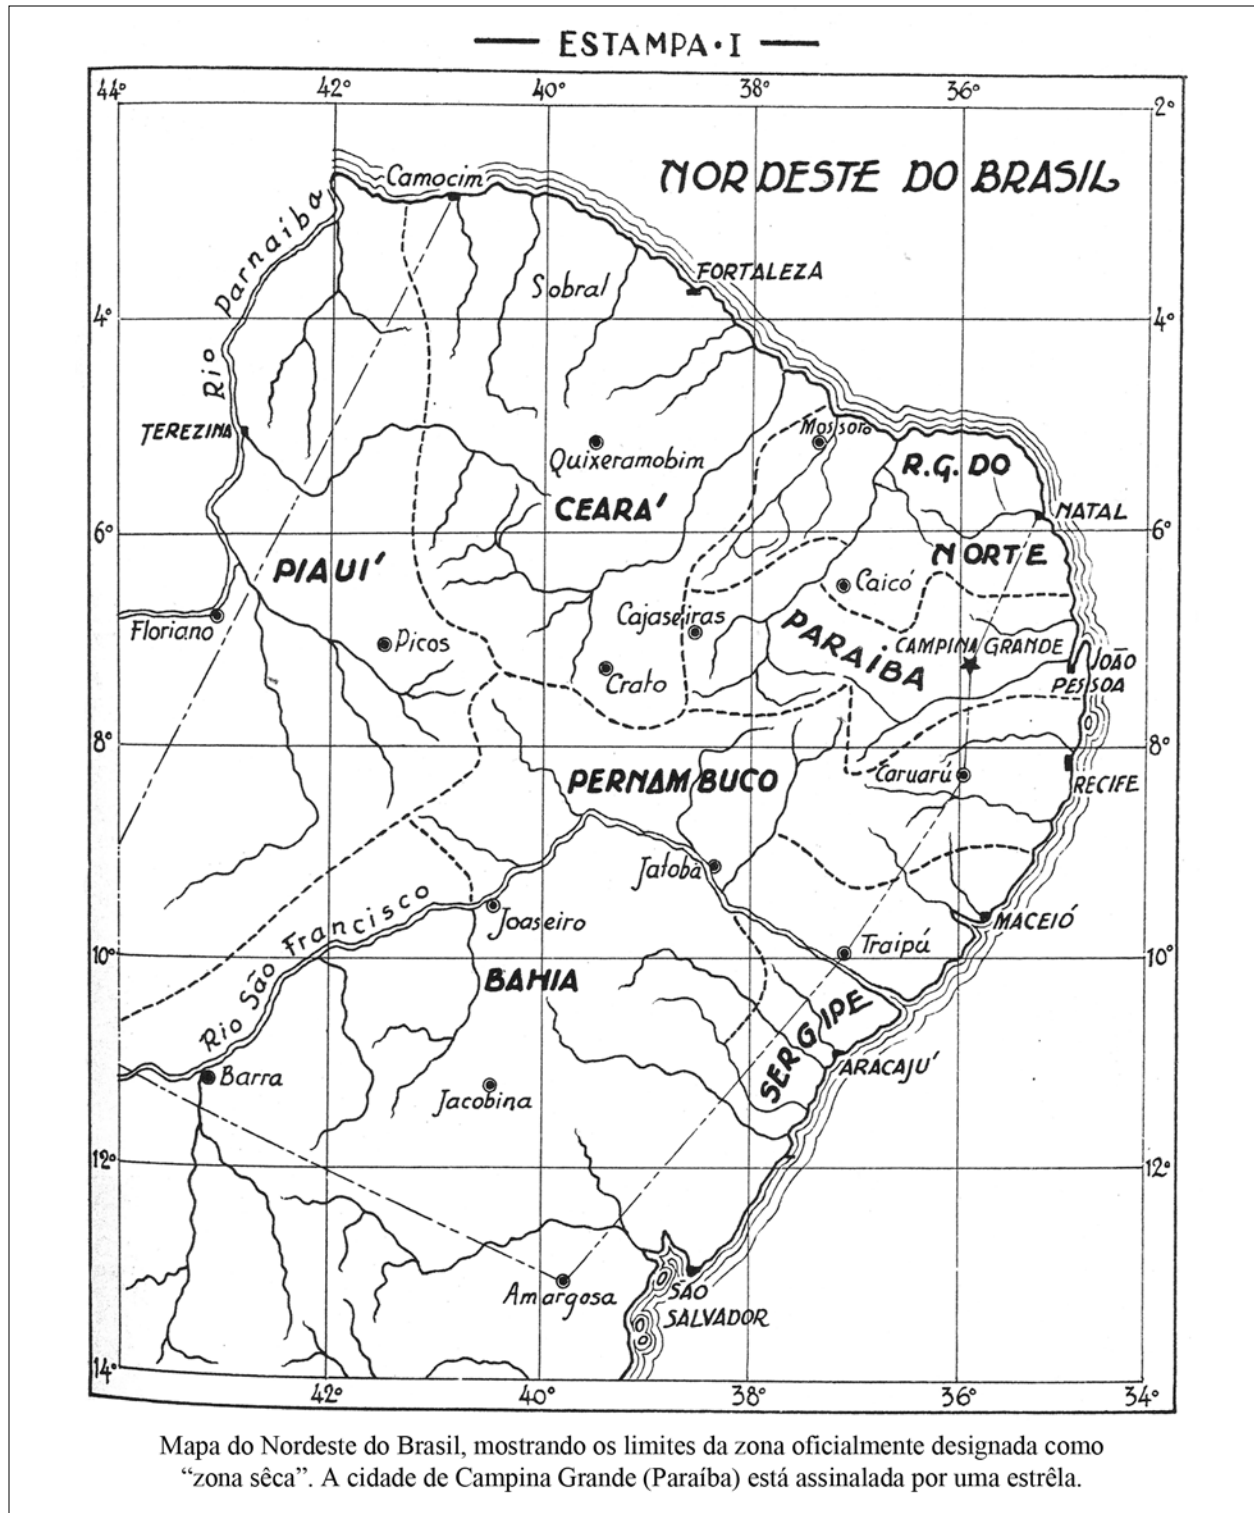 ESTAMPA·I
44° 42° 40° 38° 36°
2°
NORDESTE DO BRASIL
Camocim
Rio Parnaíba
Sobral
FORTALEZA
4° 4°
TEREZINA
Mossoró
Quixeramobim
R.G. DO
CEARÁ
NATAL
6° 6°
NORTE
PIAUÍ
Caicó
Floriano
Picos
Cajaseiras
PARAÍBA
CAMPINA GRANDE
JOÃO
PESSOA
Crato
8° 8°
PERNAMBUCO
Caruarú
RECIFE
Jatobá
Rio São Francisco
Joaseiro
MACEIÓ
Traipú
10° 10°
BAHIA
SERGIPE
Barra
ARACAJÚ
Jacobina
12° 12°
Amargosa
SÃO
SALVADOR
14°
42° 40° 38° 36° 34°
Mapa do Nordeste do Brasil, mostrando os limites da zona oficialmente designada como
“zona sêca”. A cidade de Campina Grande (Paraíba) está assinalada por uma estrêla.